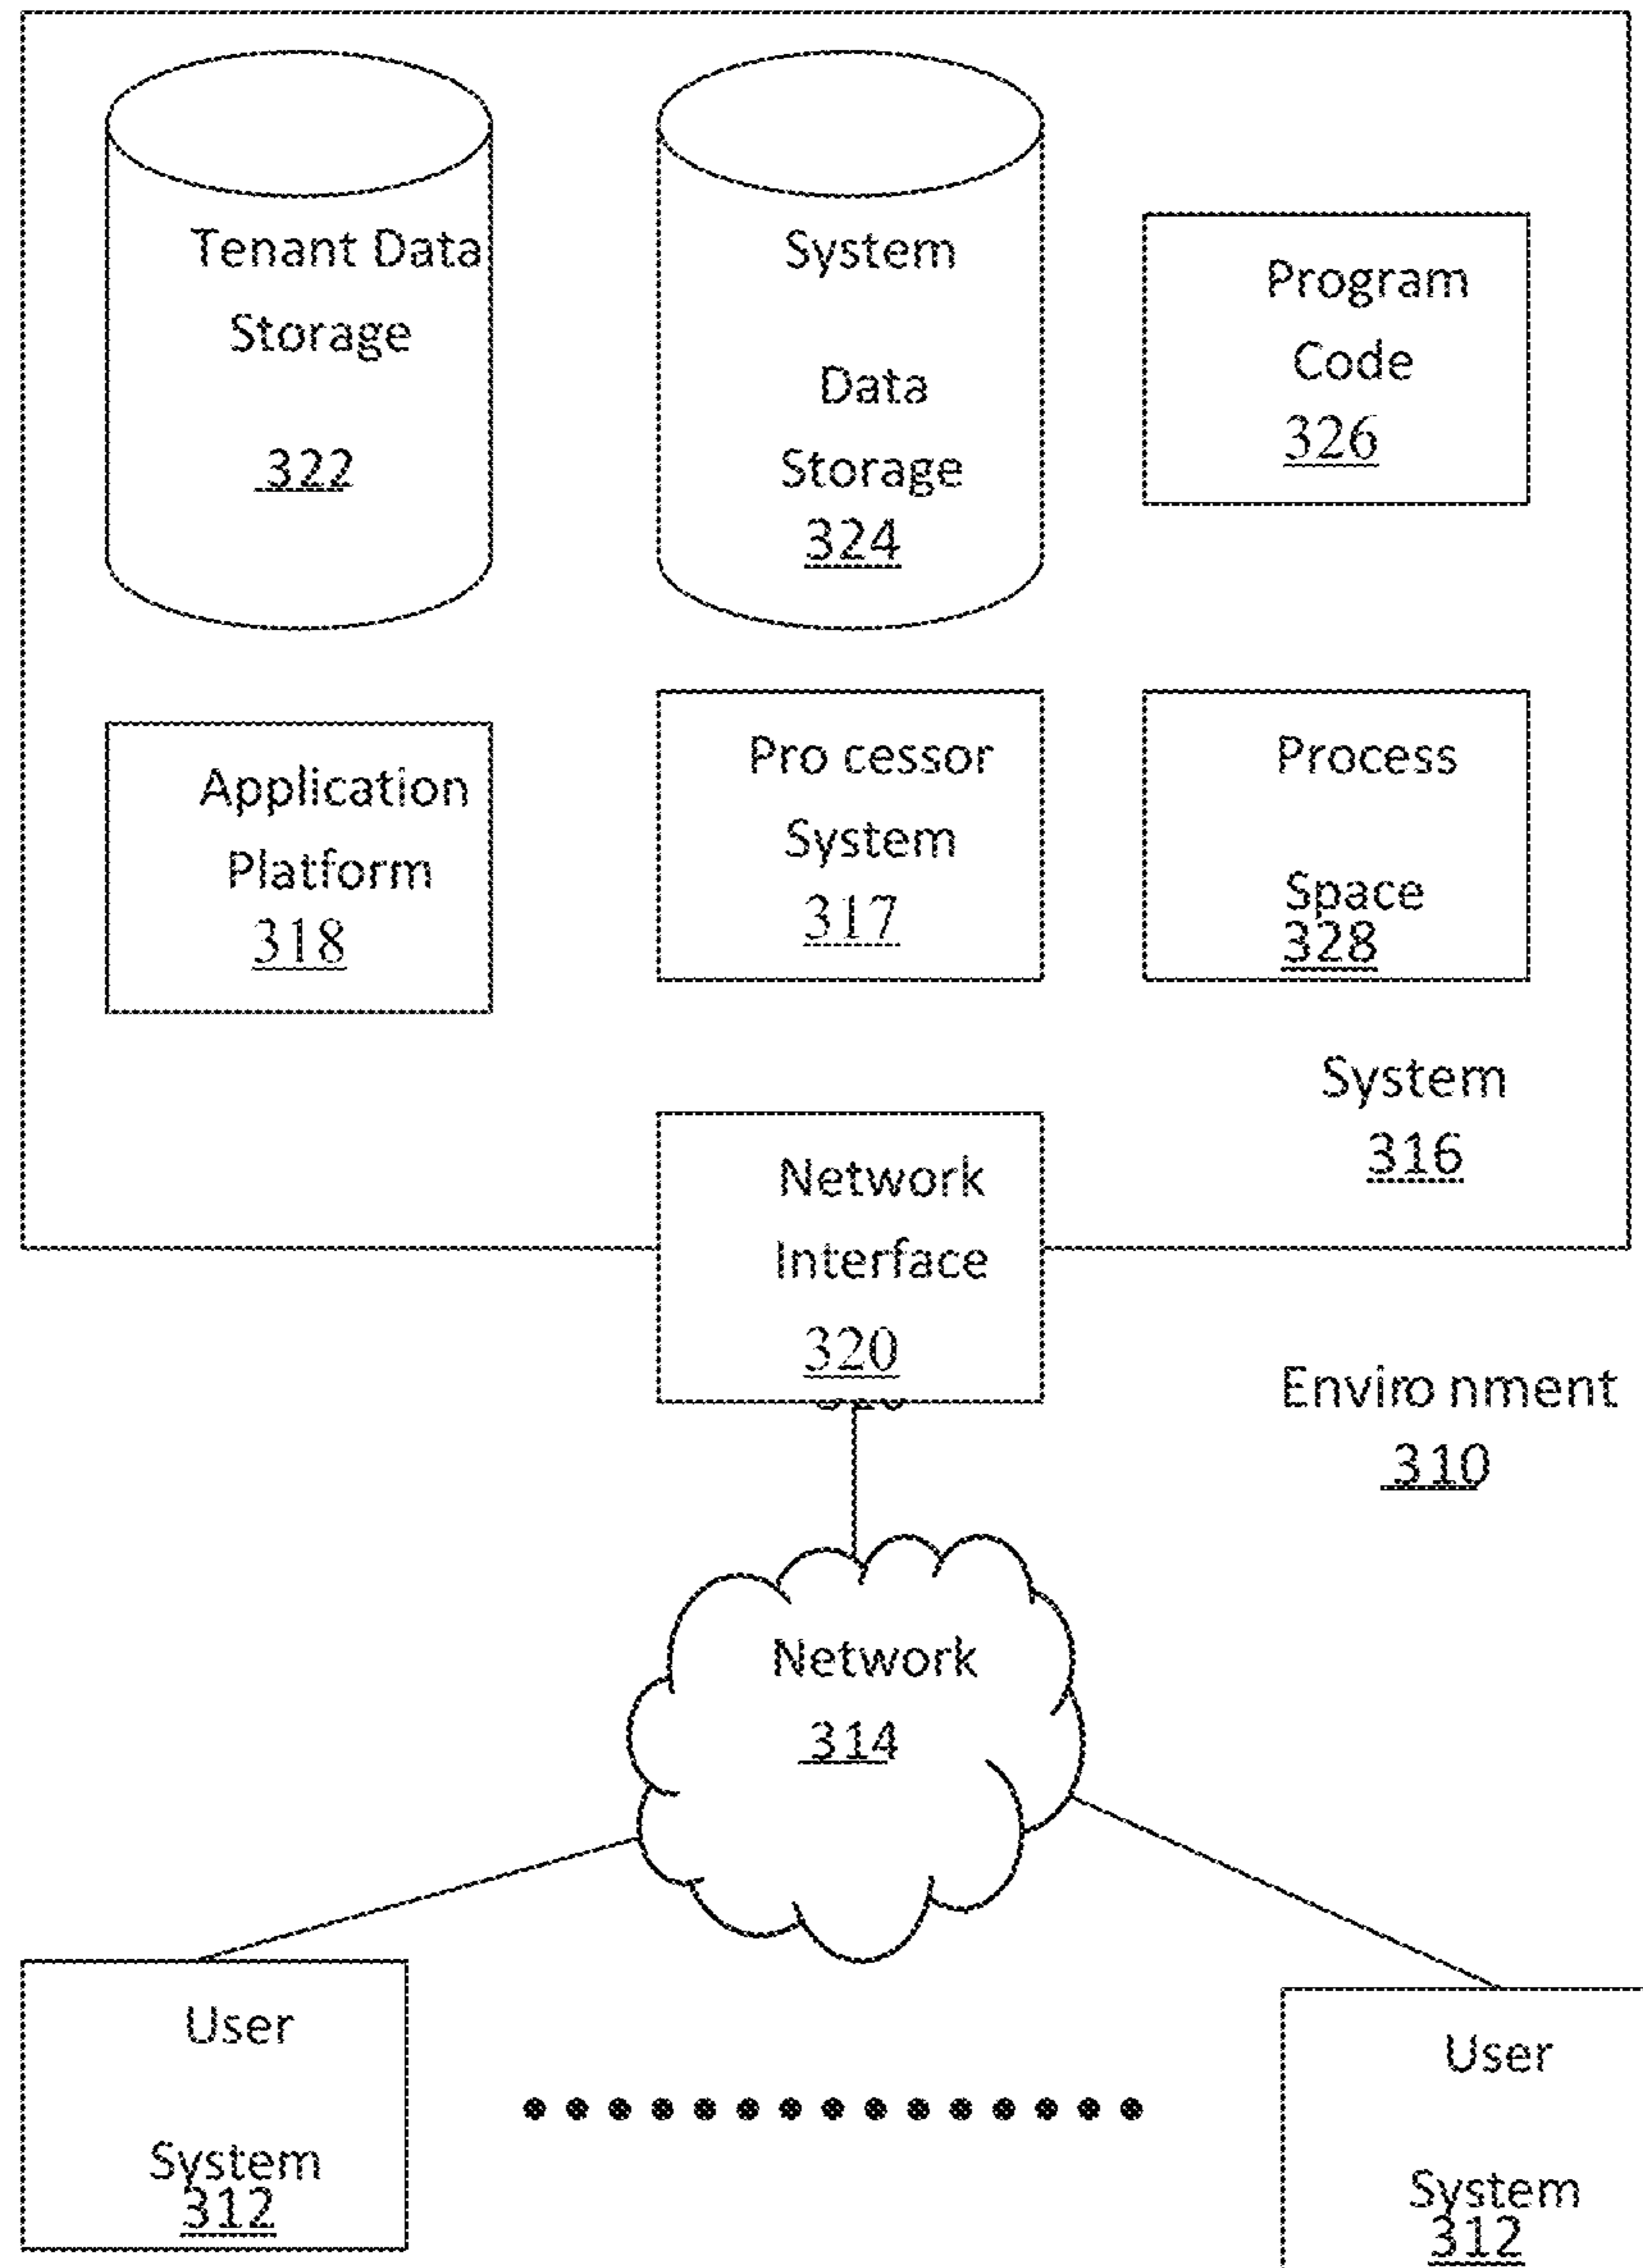 Tenant Data
Storage
322
System
Data
Storage
324
Program
Code
326
Application
Platform
318
Pro cessor
System
317
Process
Space
328
System
316
Network
Interface
320
Enviro nment
310
Network
314
User
System
312
User
System
312